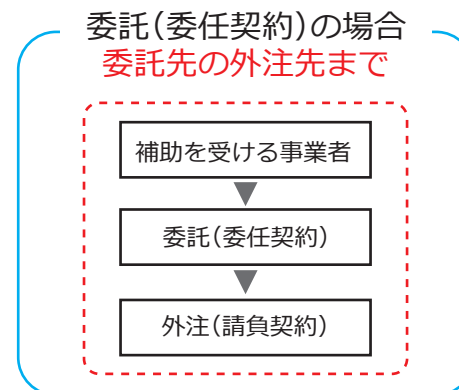 委託(委任契約)の場合
委託先の外注先まで
補助を受ける事業者
委託(委任契約)
外注(請負契約)